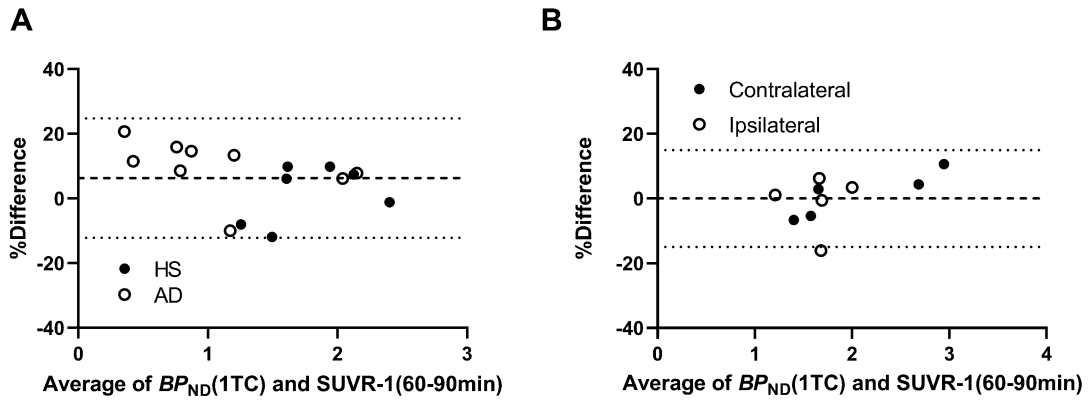 A
40
20
0
-20
-40
%Difference
HS
AD
0 1 2 3
Average of BPND(1TC) and SUVR-1(60-90min)
B
40
20
0
-20
-40
%Difference
Contralateral
Ipsilateral
0 1 2 3 4
Average of BPND(1TC) and SUVR-1(60-90min)